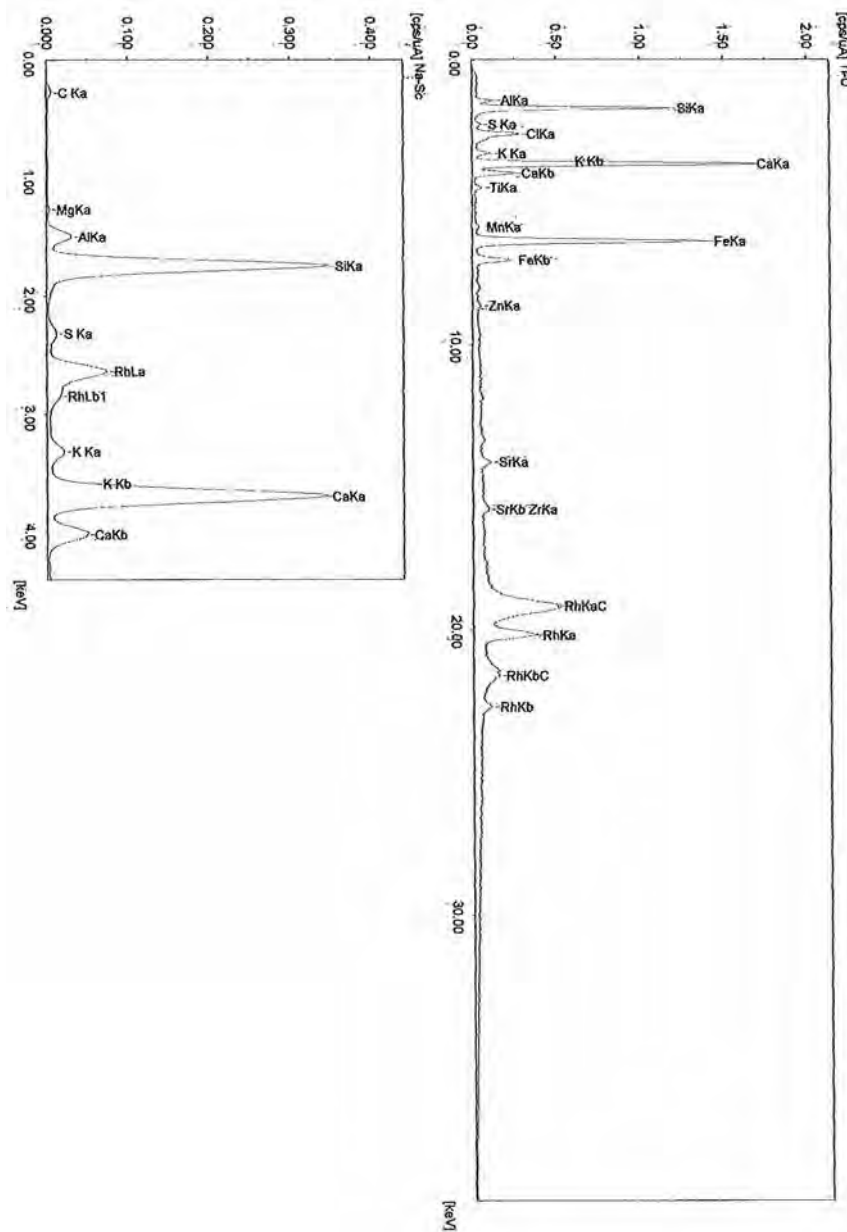 [cps/uA] Na-Sc
0.000
0.100
0.200
0.300
0.400
0.00
1.00
2.00
3.00
4.00
[keV]
C Ka
MgKa
AlKa
SiKa
S Ka
RhLa
RhLb1
K Ka
K Kb
CaKa
CaKb
[cps/uA]
0.00
0.50
1.00
1.50
2.00
0.00
10.00
20.00
30.00
[keV]
AlKa
SiKa
S Ka
ClKa
K Ka
K Kb
CaKa
CaKb
TiKa
MnKa
FeKa
FeKb
ZnKa
SrKa
SrKb ZrKa
RhKaC
RhKa
RhKbC
RhKb